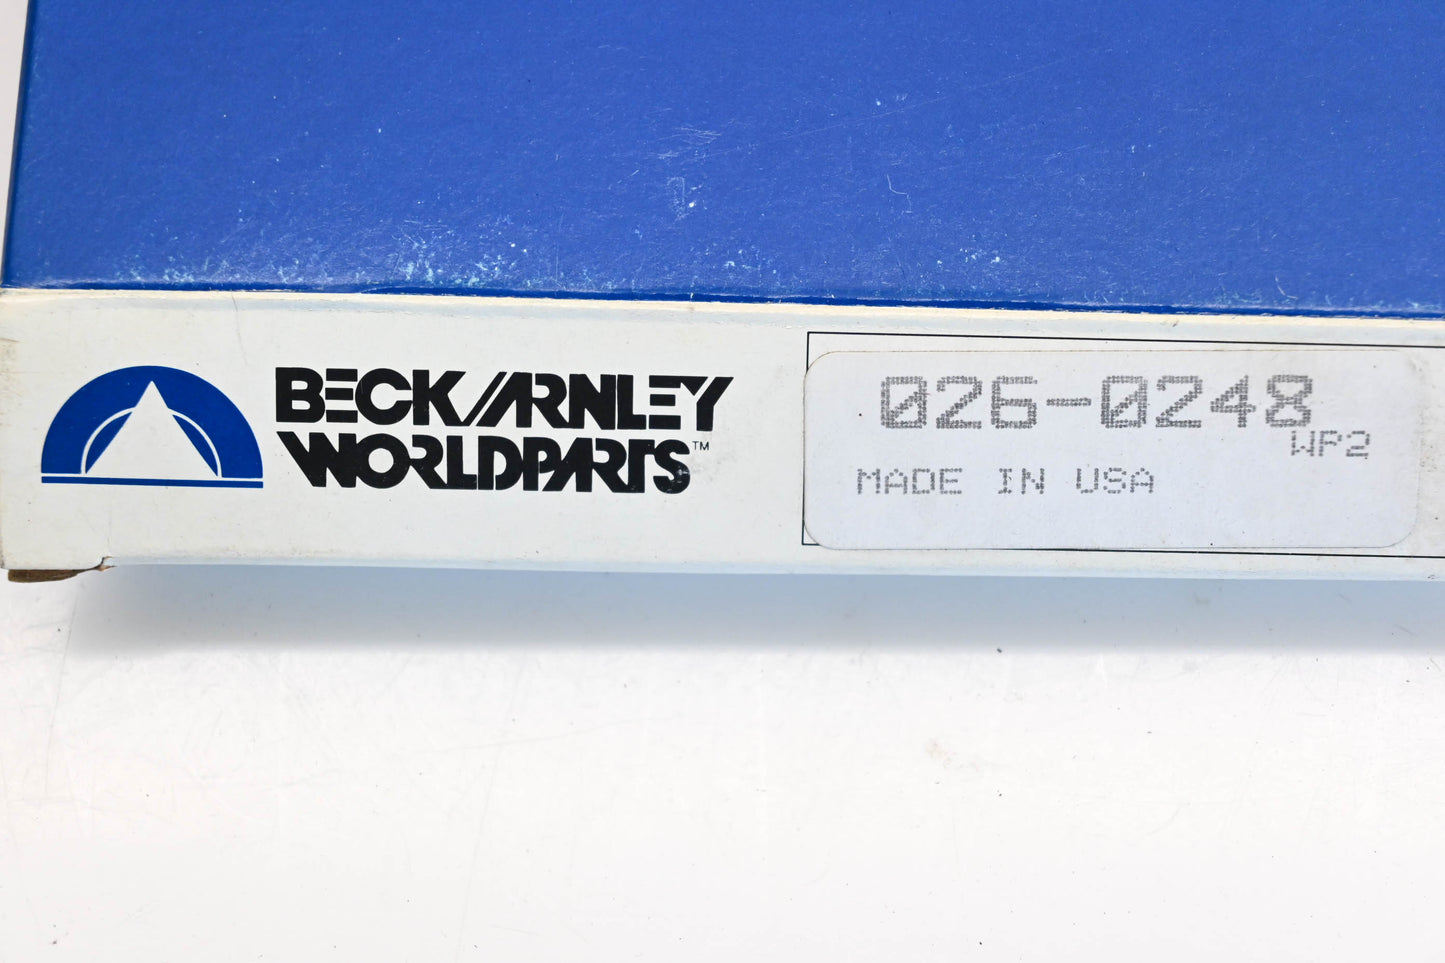 BECK/ARNLEY
WORLDPARTS™
026-0248
WP2
MADE IN USA